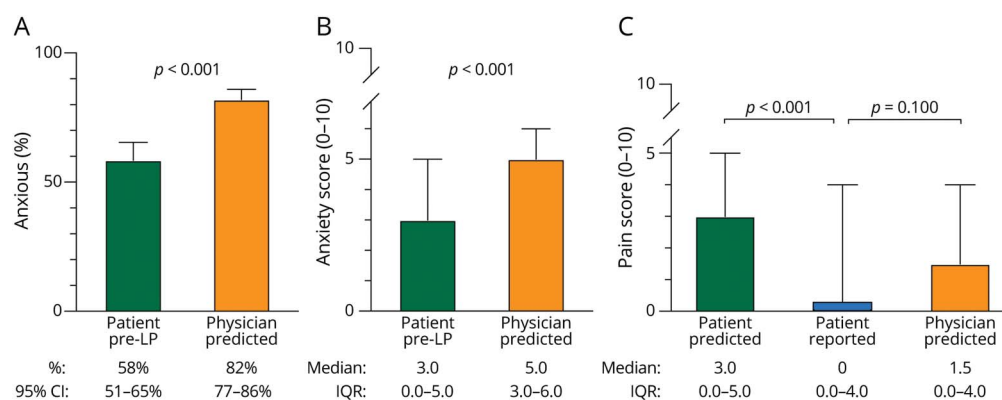 A
100
50
0
Anxious (%)
p < 0.001
Patient
pre-LP
Physician
predicted
%: 58% 82%
95% CI: 51–65% 77–86%
B
10
5
0
Anxiety score (0–10)
p < 0.001
Patient
pre-LP
Physician
predicted
Median: 3.0 5.0
IQR: 0.0–5.0 3.0–6.0
C
10
5
0
Pain score (0–10)
p < 0.001
p = 0.100
Patient
predicted
Patient
reported
Physician
predicted
Median: 3.0 0 1.5
IQR: 0.0–5.0 0.0–4.0 0.0–4.0